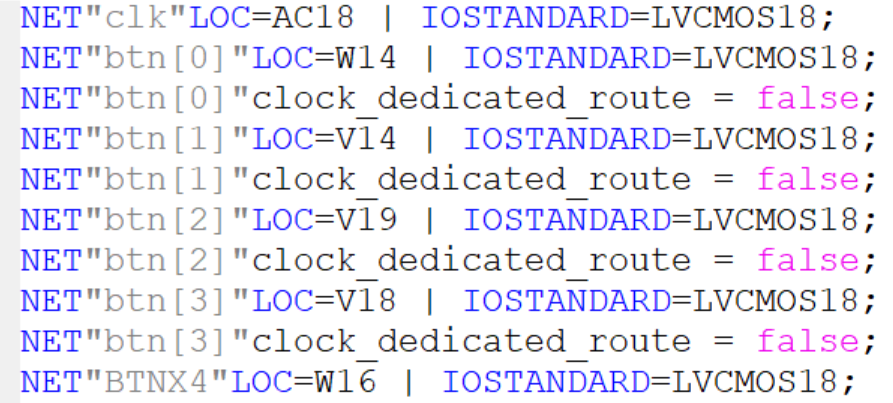 NET"clk"LOC=AC18 | IOSTANDARD=LVCMOS18;
NET"btn[0]"LOC=W14 | IOSTANDARD=LVCMOS18;
NET"btn[0]"clock_dedicated_route = false;
NET"btn[1]"LOC=V14 | IOSTANDARD=LVCMOS18;
NET"btn[1]"clock_dedicated_route = false;
NET"btn[2]"LOC=V19 | IOSTANDARD=LVCMOS18;
NET"btn[2]"clock_dedicated_route = false;
NET"btn[3]"LOC=V18 | IOSTANDARD=LVCMOS18;
NET"btn[3]"clock_dedicated_route = false;
NET"BTNX4"LOC=W16 | IOSTANDARD=LVCMOS18;